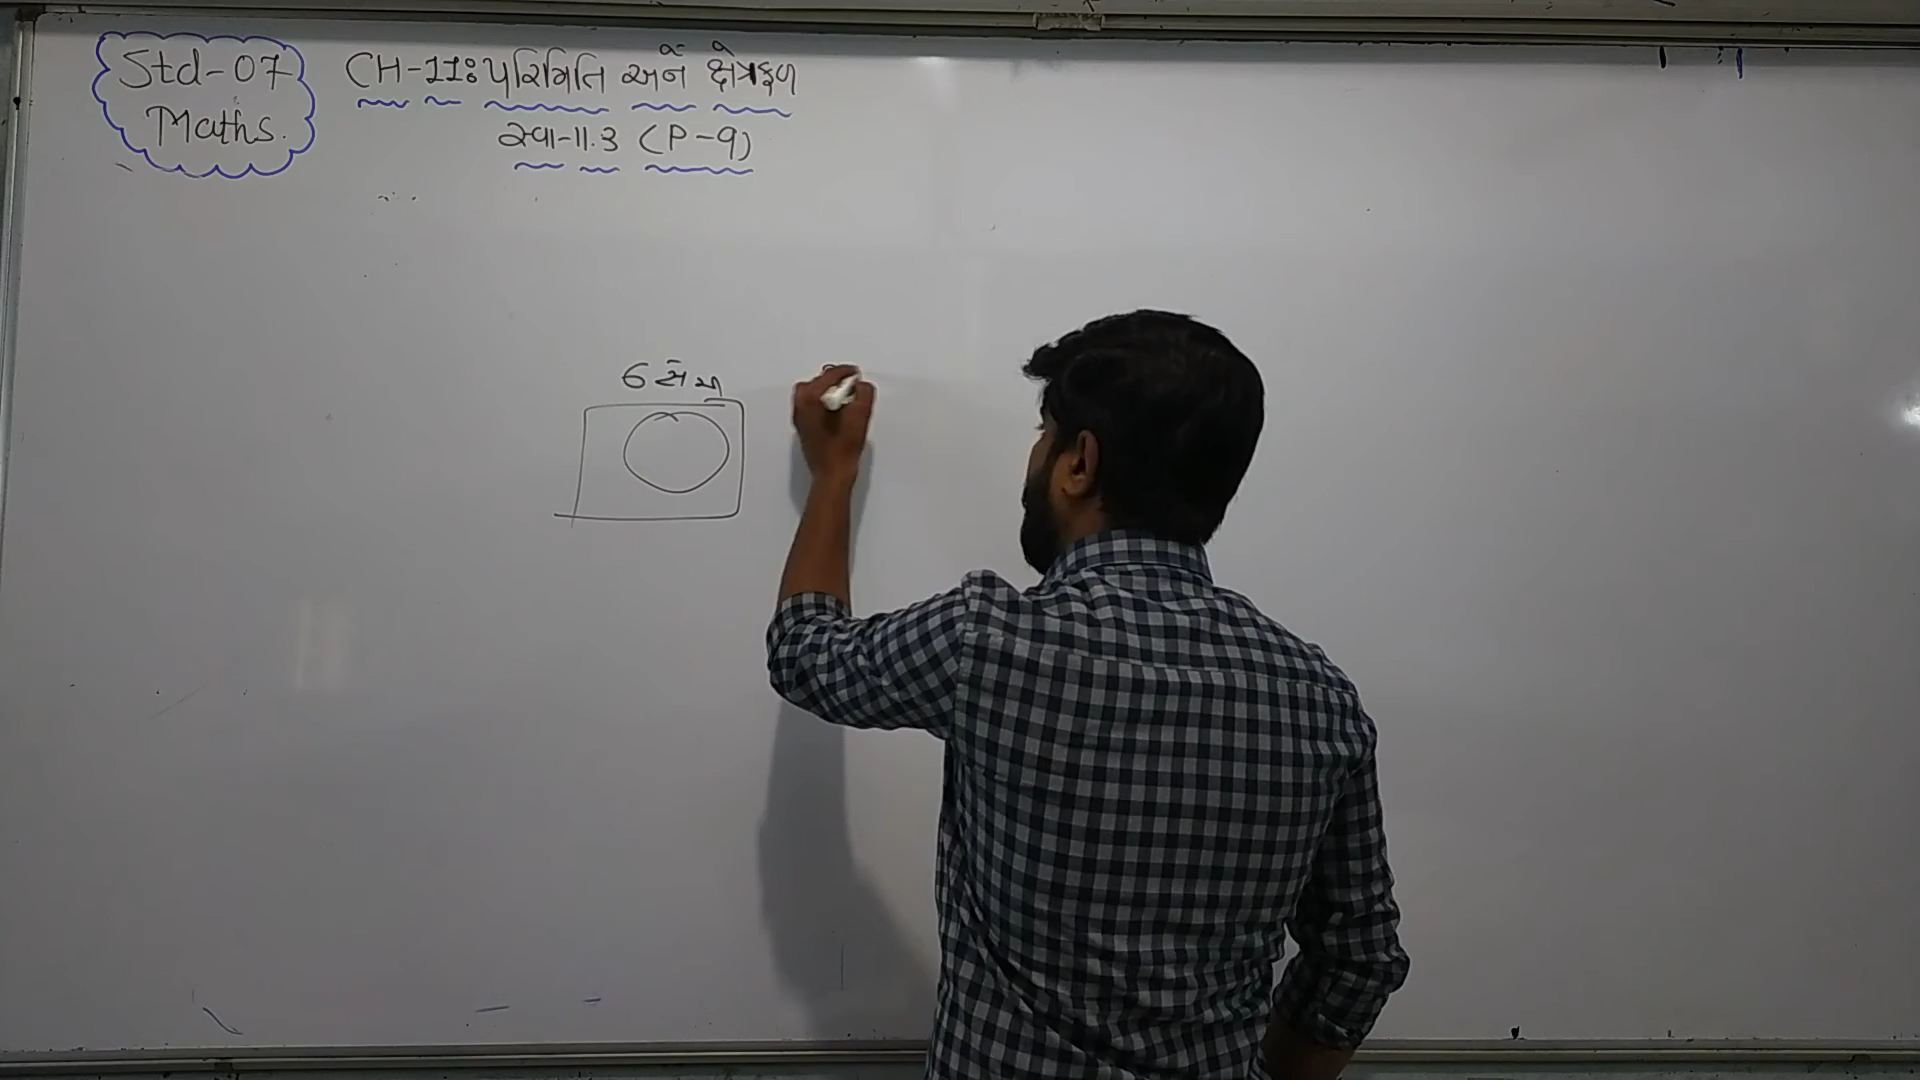 Std-07
Maths.
CH-11: પરિમિતિ અને ક્ષેત્રફળ
સ્વા-11.3 (P-9)
6 સેમી